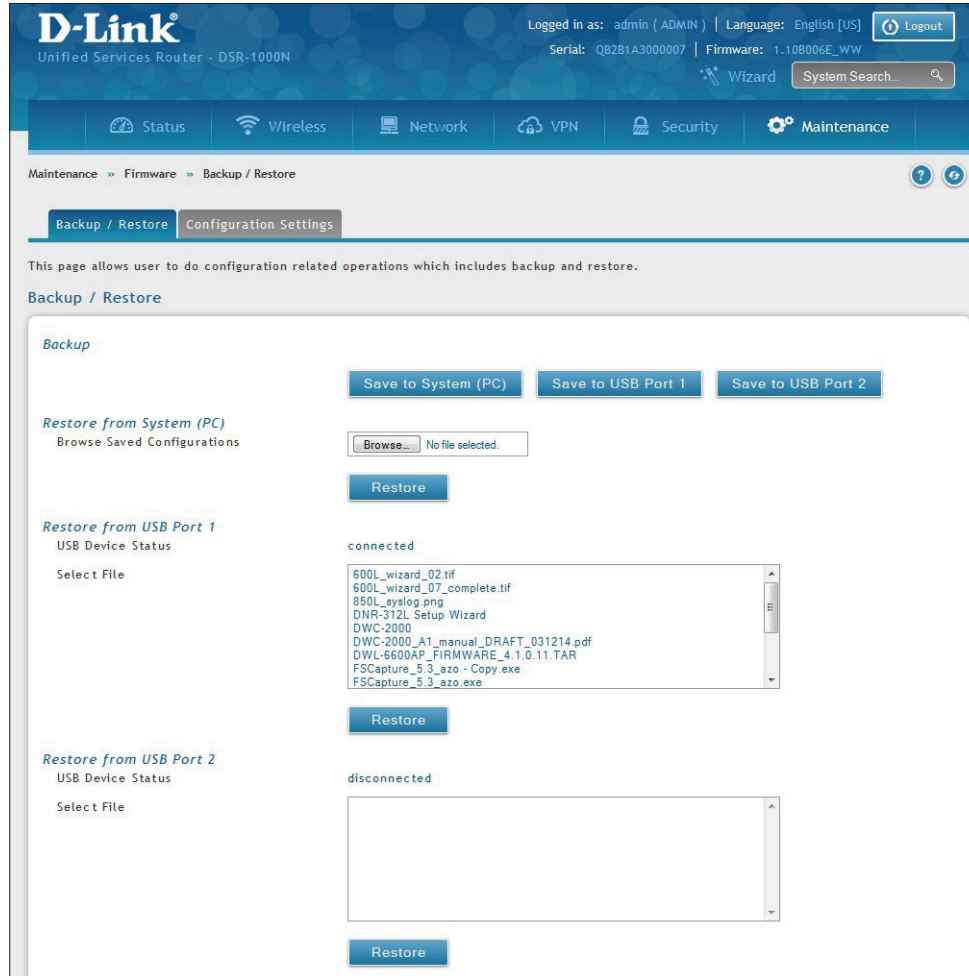 D-Link®
Logged in as: admin ( ADMIN ) | Language: English [US]
Logout
Unified Services Router - DSR-1000N
Serial: QB2B1A3000007 | Firmware: 1.10B006E_WW
Wizard
System Search...
Status
Wireless
Network
VPN
Security
Maintenance
Maintenance » Firmware » Backup / Restore
Backup / Restore
Configuration Settings
This page allows user to do configuration related operations which includes backup and restore.
Backup / Restore
Backup
Save to System (PC)
Save to USB Port 1
Save to USB Port 2
Restore from System (PC)
Browse Saved Configurations
Browse... No file selected.
Restore
Restore from USB Port 1
USB Device Status
connected
Select File
600L_wizard_02.tif
600L_wizard_07_complete.tif
850L_syslog.png
DNR-312L Setup Wizard
DWC-2000
DWC-2000_A1_manual_DRAFT_031214.pdf
DWL-6600AP_FIRMWARE_4.1.0.11.TAR
FSCapture_5.3_azo - Copy.exe
FSCapture_5.3_azo.exe
Restore
Restore from USB Port 2
USB Device Status
disconnected
Select File
Restore